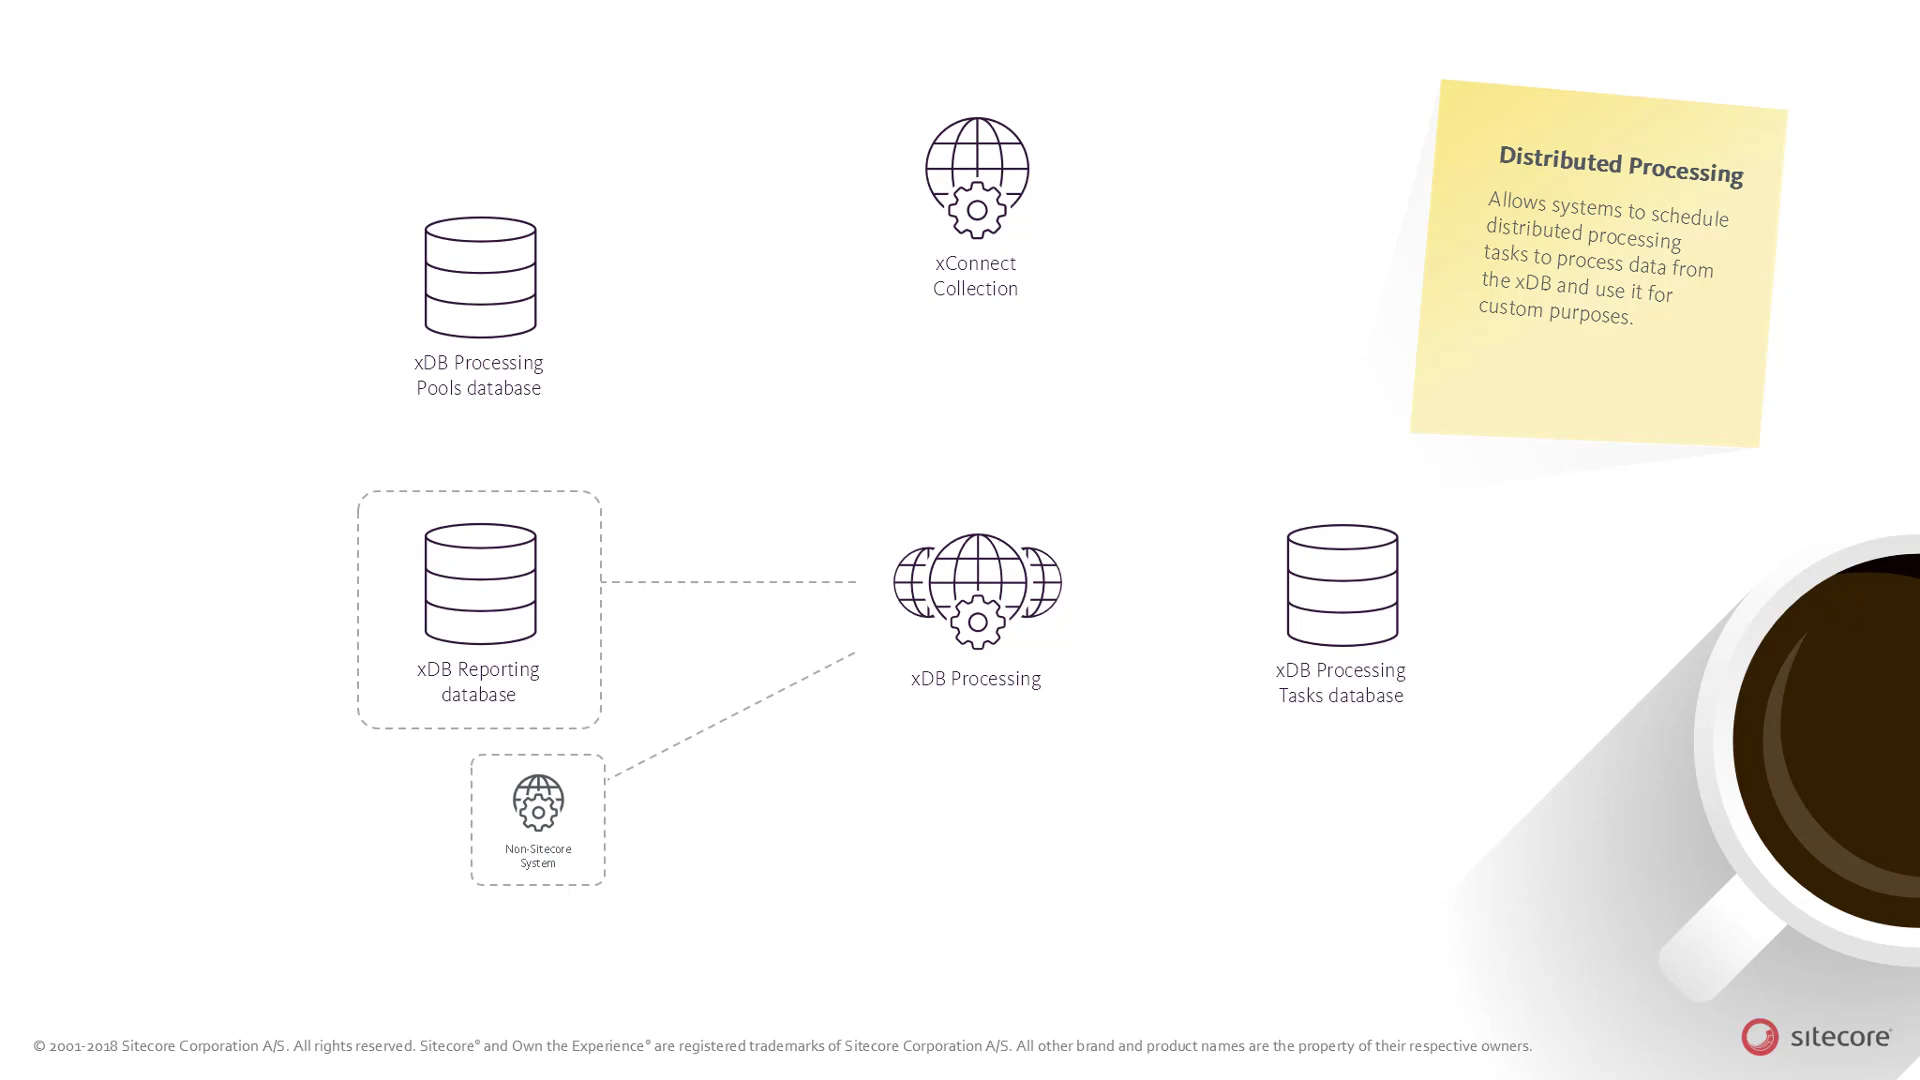 Distributed Processing
Allows systems to schedule
distributed processing
tasks to process data from
the xDB and use it for
custom purposes.
xConnect
Collection
xDB Processing
Pools database
xDB Reporting
database
xDB Processing
xDB Processing
Tasks database
Non-Sitecore
System
© 2001-2018 Sitecore Corporation A/S. All rights reserved. Sitecore® and Own the Experience® are registered trademarks of Sitecore Corporation A/S. All other brand and product names are the property of their respective owners.
sitecore